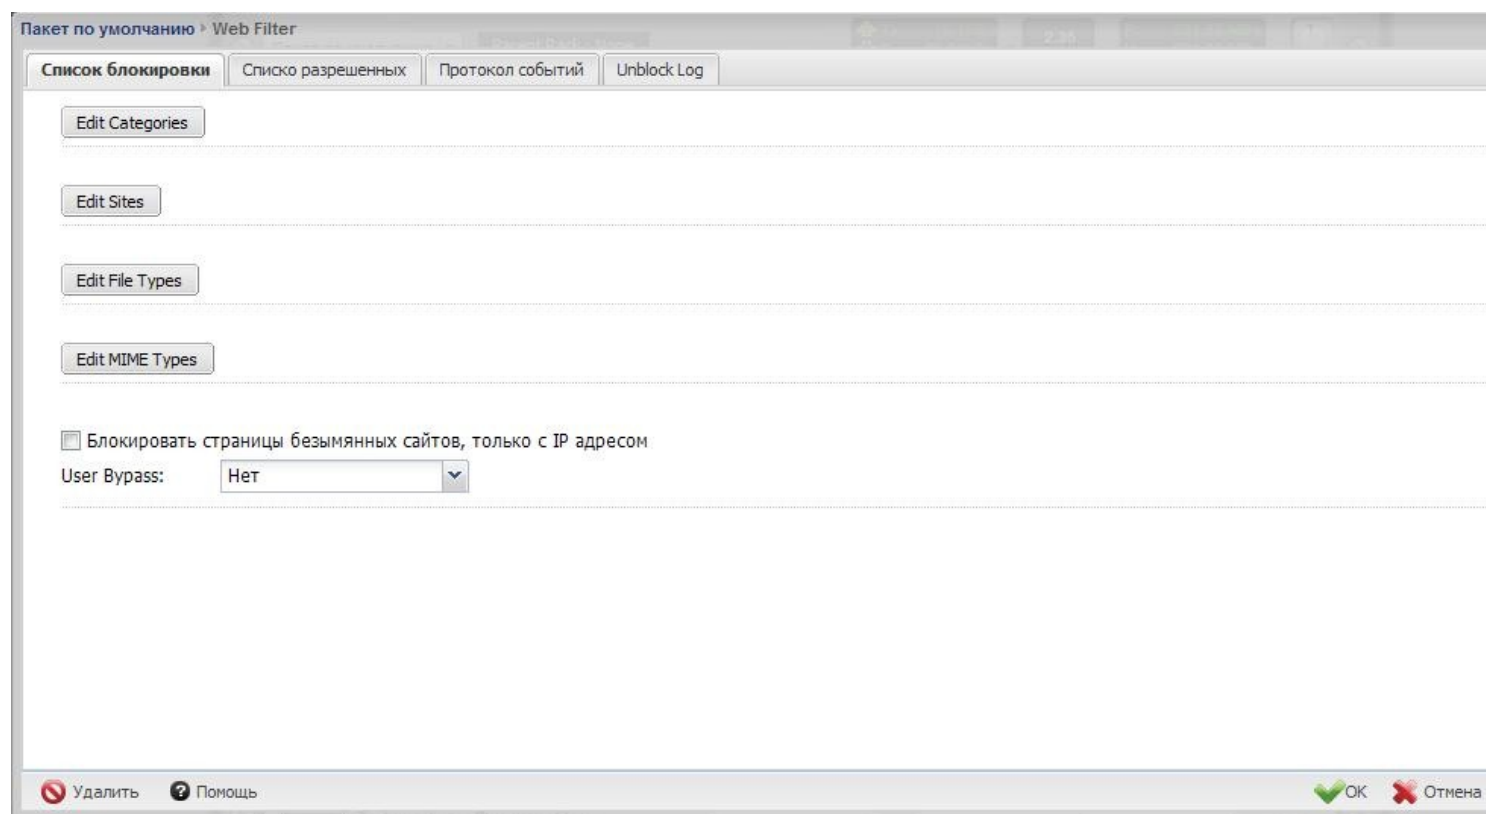 Пакет по умолчанию Web Filter
Список блокировки Списко разрешенных Протокол событий Unblock Log
Edit Categories
Edit Sites
Edit File Types
Edit MIME Types
Блокировать страницы безымянных сайтов, только с IP адресом
User Bypass: Нет
Удалить Помощь OK Отмена